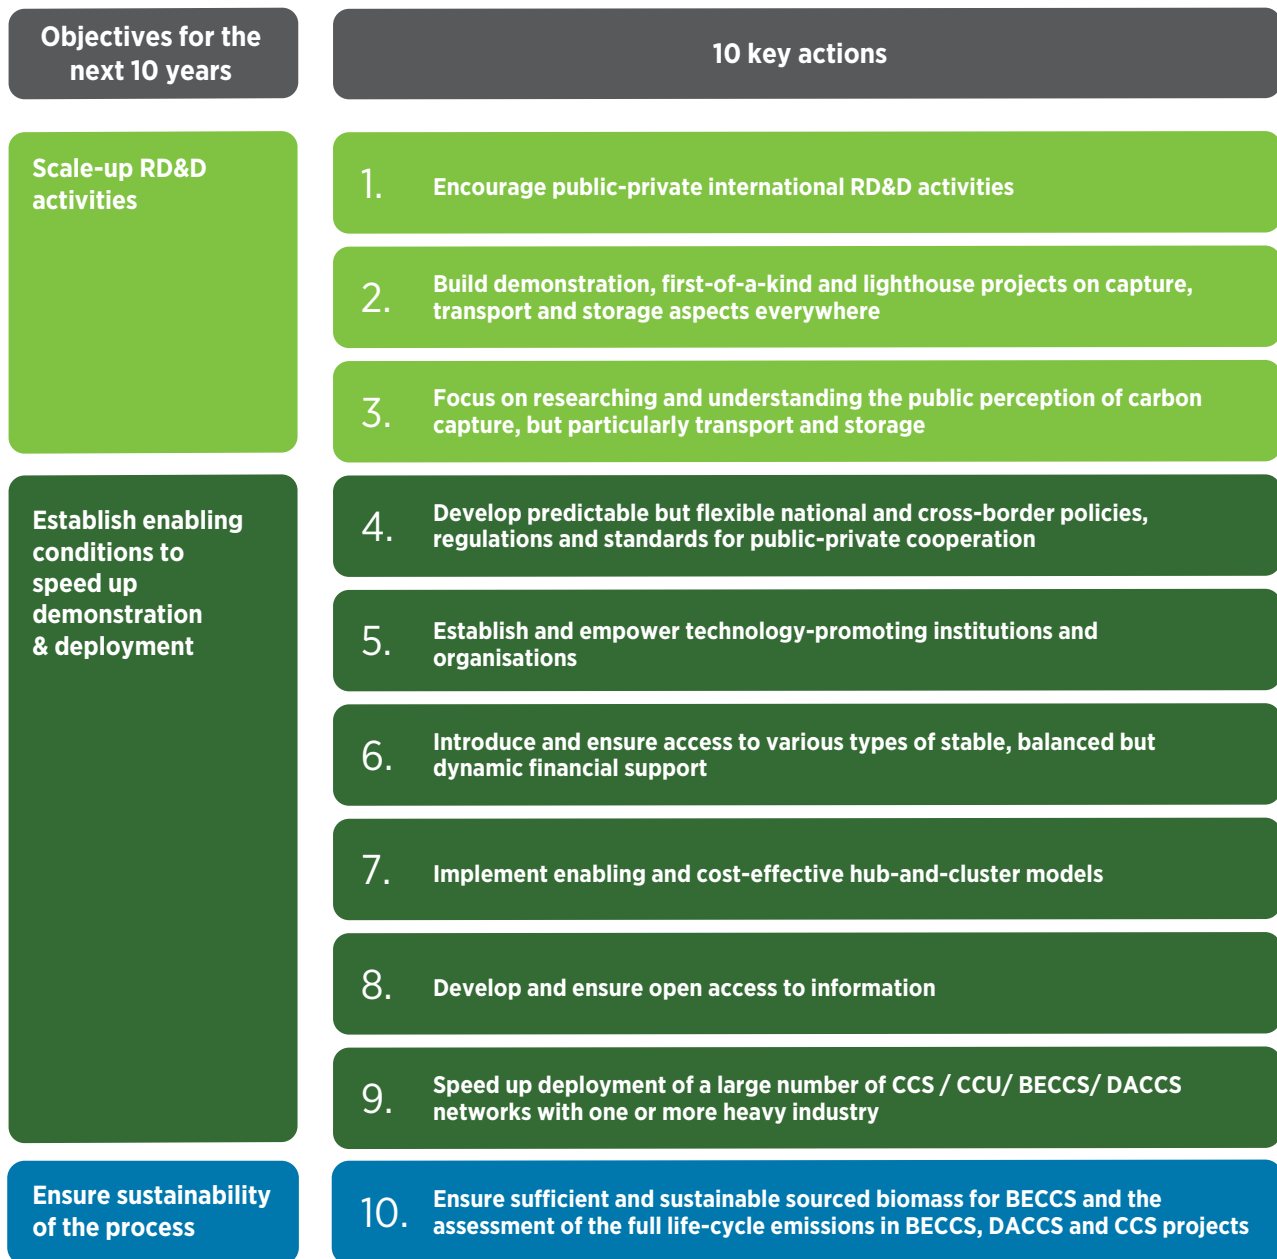 Objectives for the
next 10 years
10 key actions
Scale-up RD&D
activities
1. Encourage public-private international RD&D activities
2. Build demonstration, first-of-a-kind and lighthouse projects on capture,
transport and storage aspects everywhere
3. Focus on researching and understanding the public perception of carbon
capture, but particularly transport and storage
Establish enabling
conditions to
speed up
demonstration
& deployment
4. Develop predictable but flexible national and cross-border policies,
regulations and standards for public-private cooperation
5. Establish and empower technology-promoting institutions and
organisations
6. Introduce and ensure access to various types of stable, balanced but
dynamic financial support
7. Implement enabling and cost-effective hub-and-cluster models
8. Develop and ensure open access to information
9. Speed up deployment of a large number of CCS / CCU/ BECCS/ DACCS
networks with one or more heavy industry
Ensure sustainability
of the process
10. Ensure sufficient and sustainable sourced biomass for BECCS and the
assessment of the full life-cycle emissions in BECCS, DACCS and CCS projects